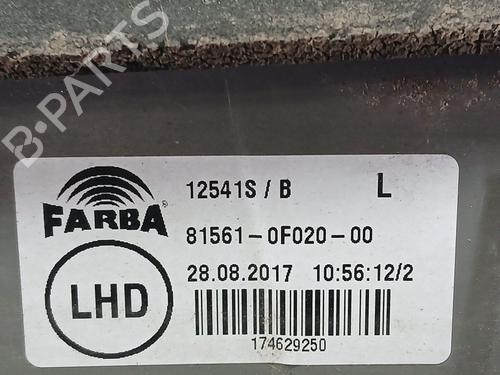 B-PARTS
FARBA
12541S / B L
81561-0F020-00
28.08.2017 10:56:12/2
LHD
174629250